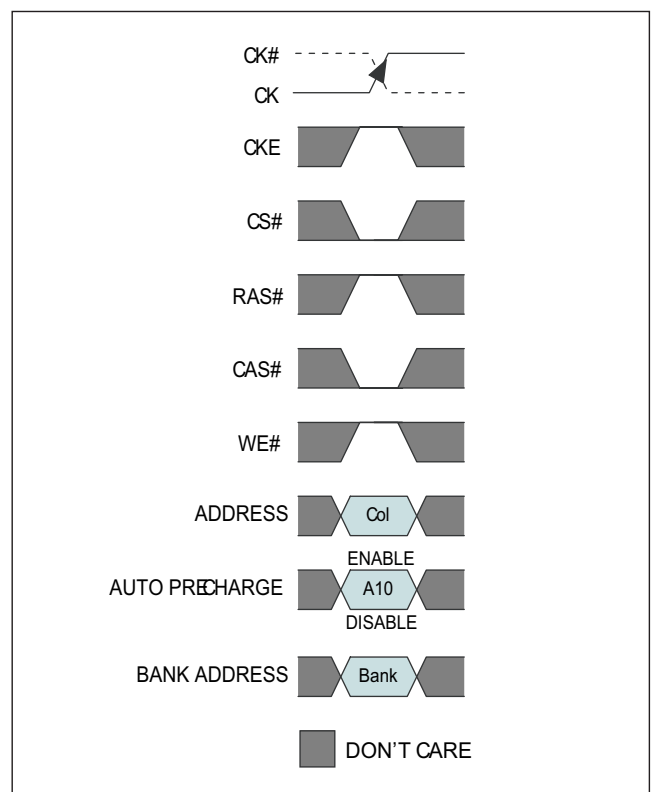 CK#
CK
CKE
CS#
RAS#
CAS#
WE#
ADDRESS Col
ENABLE
AUTO PRECHARGE A10
DISABLE
BANK ADDRESS Bank
DON'T CARE